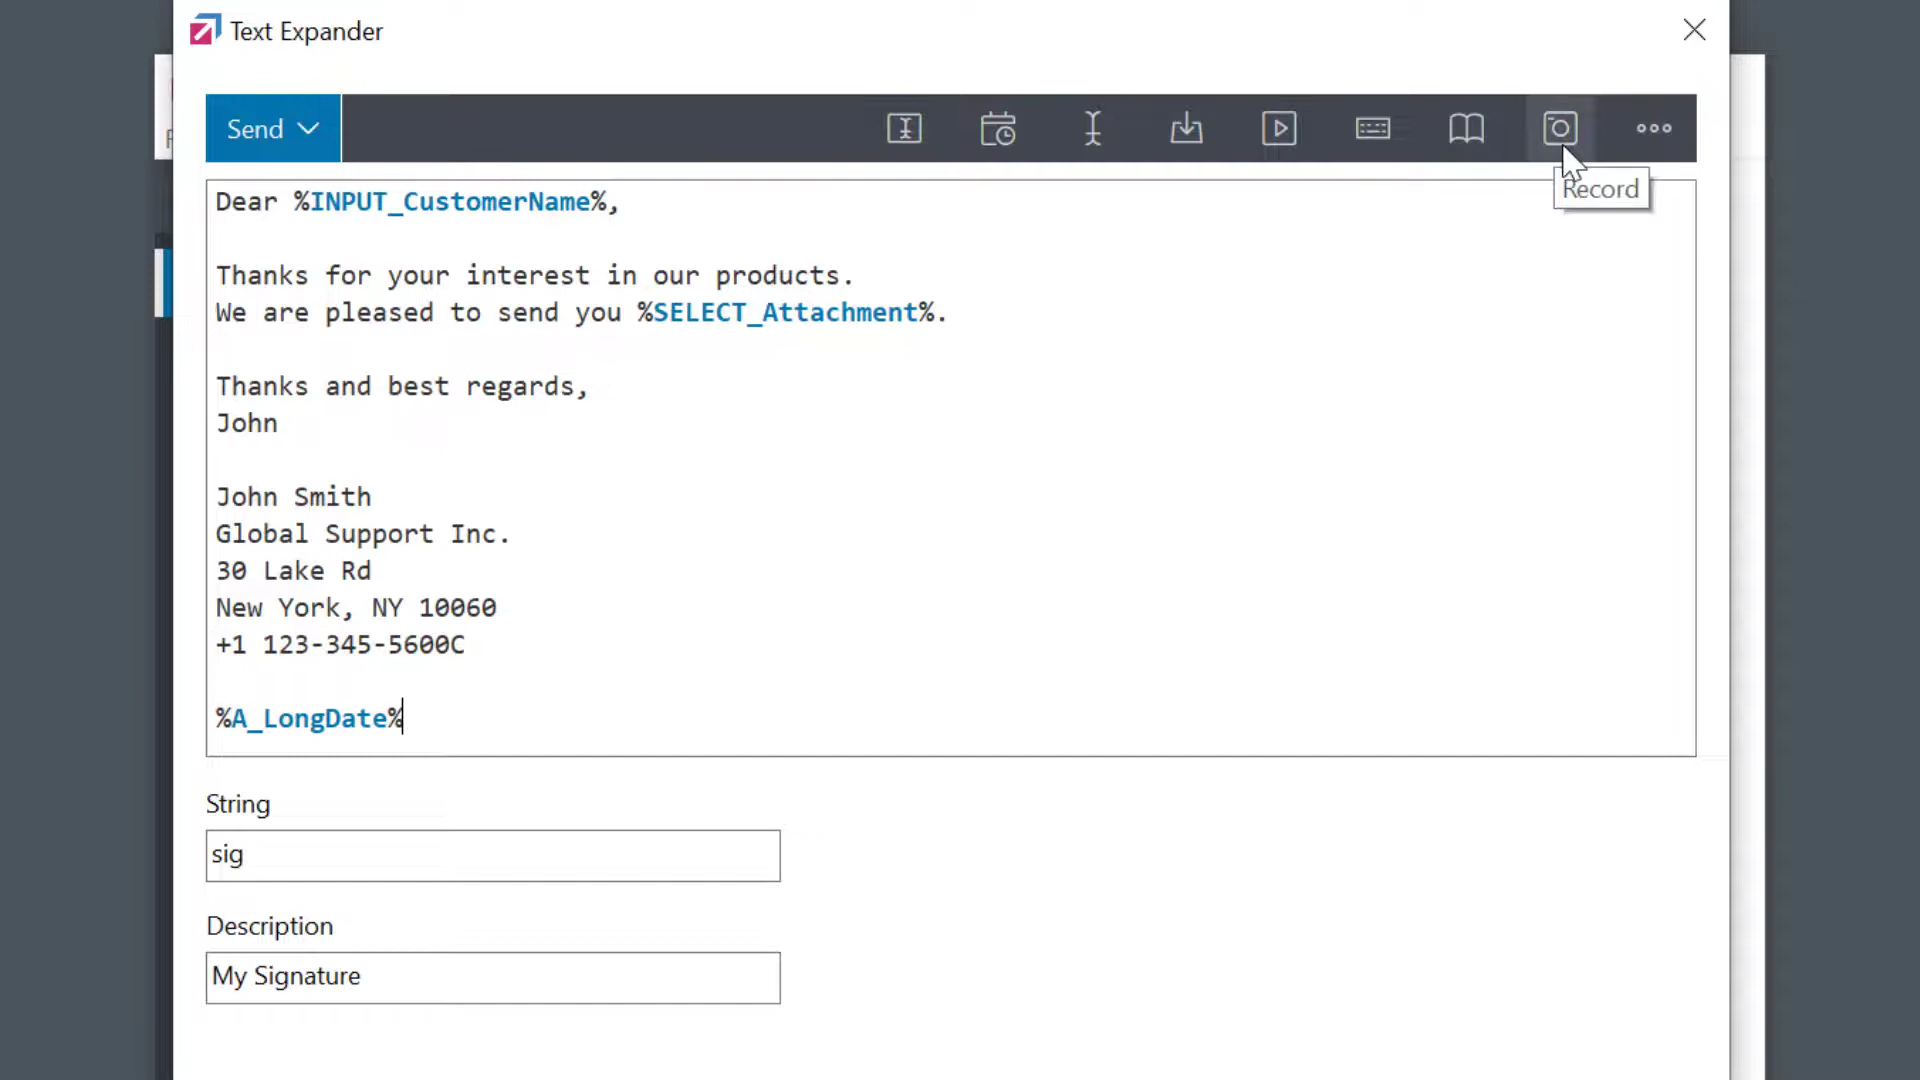 Text Expander
Send
Record
Dear %INPUT_CustomerName%,
Thanks for your interest in our products.
We are pleased to send you %SELECT_Attachment%.
Thanks and best regards,
John
John Smith
Global Support Inc.
30 Lake Rd
New York, NY 10060
+1 123-345-5600C
%A_LongDate%
String
sig
Description
My Signature